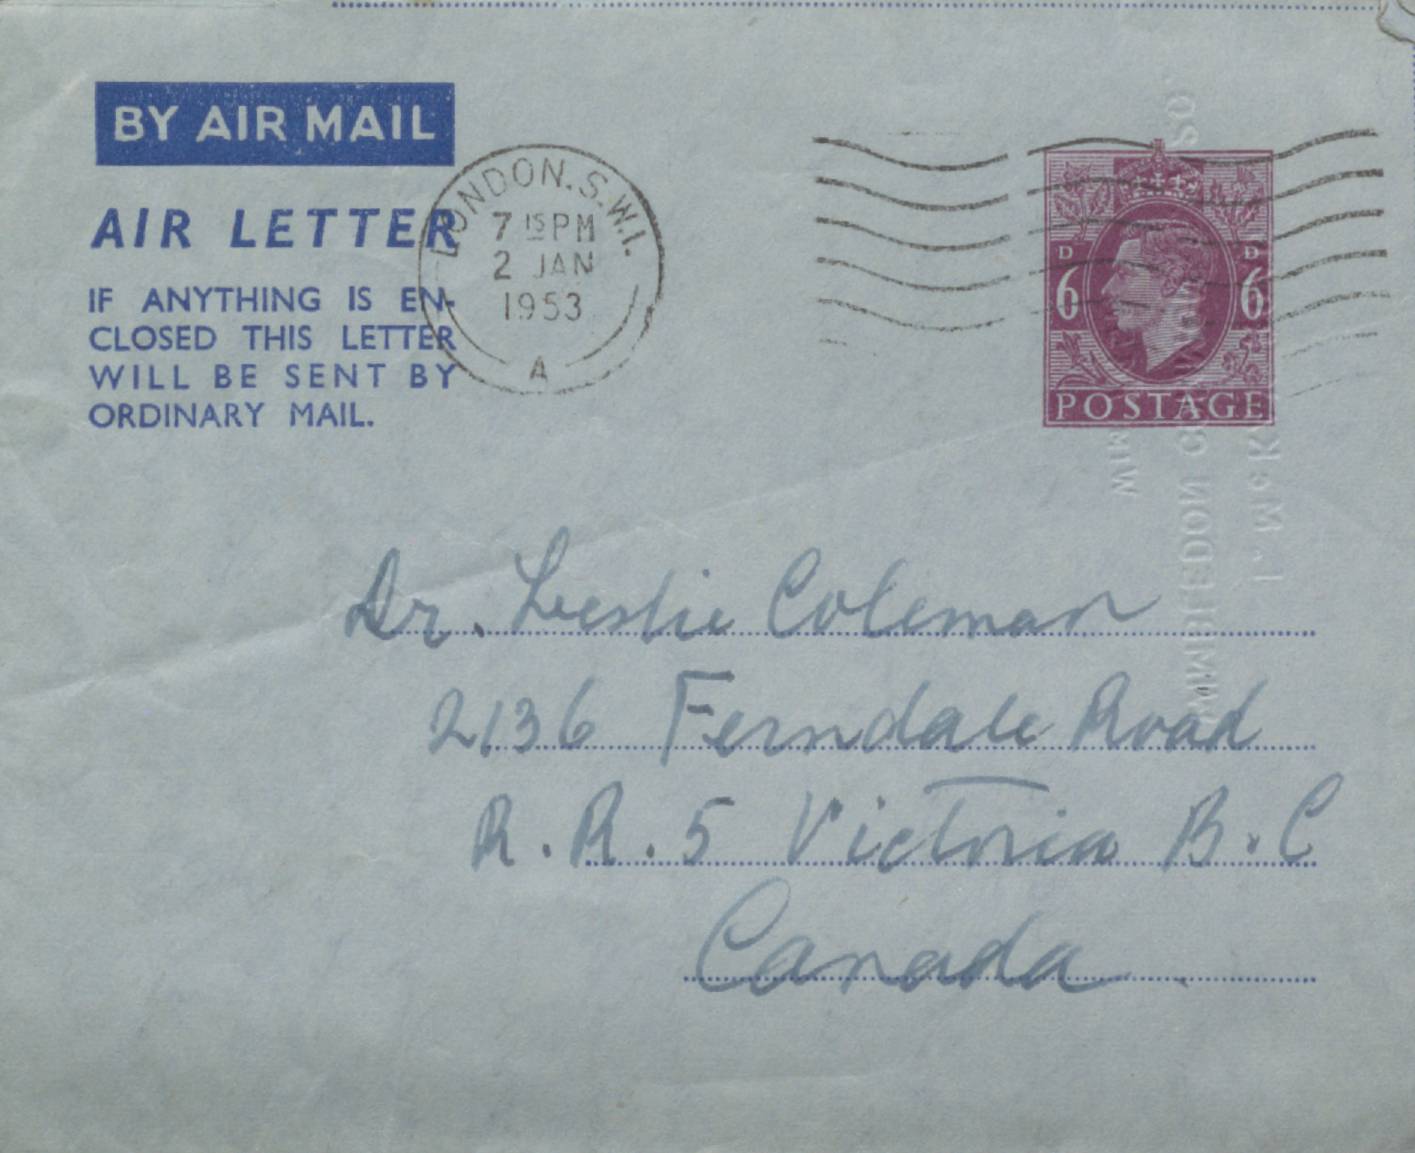 BY AIR MAIL
AIR LETTER
IF ANYTHING IS EN-
CLOSED THIS LETTER
WILL BE SENT BY
ORDINARY MAIL.
LONDON. S.W.1.
7 15 PM
2 JAN
1953
A
D D
6 6
POSTAGE
Dr. Leslie Coleman
2136 Ferndale Road
R.R.5 Victoria B.C
Canada